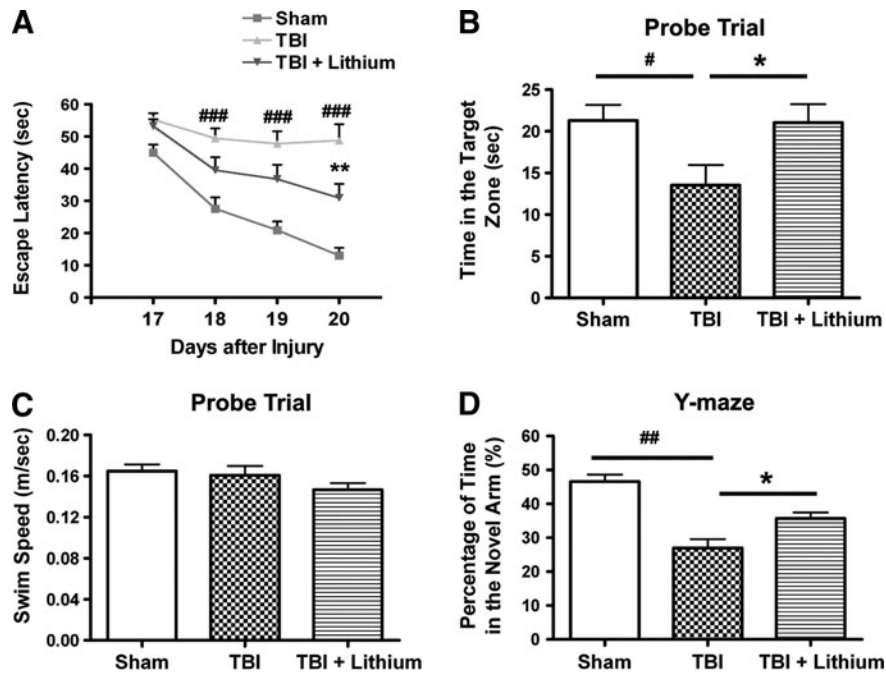 A
Sham
TBI
TBI + Lithium
Escape Latency (sec)
60
50
40
30
20
10
0
###
###
###
**
17
18
19
20
Days after Injury
B
Probe Trial
#
*
Time in the Target
Zone (sec)
25
20
15
10
5
0
Sham
TBI
TBI + Lithium
C
Probe Trial
Swim Speed (m/sec)
0.20
0.16
0.12
0.08
0.04
0.00
Sham
TBI
TBI + Lithium
D
Y-maze
##
*
Percentage of Time
in the Novel Arm (%)
60
50
40
30
20
10
0
Sham
TBI
TBI + Lithium